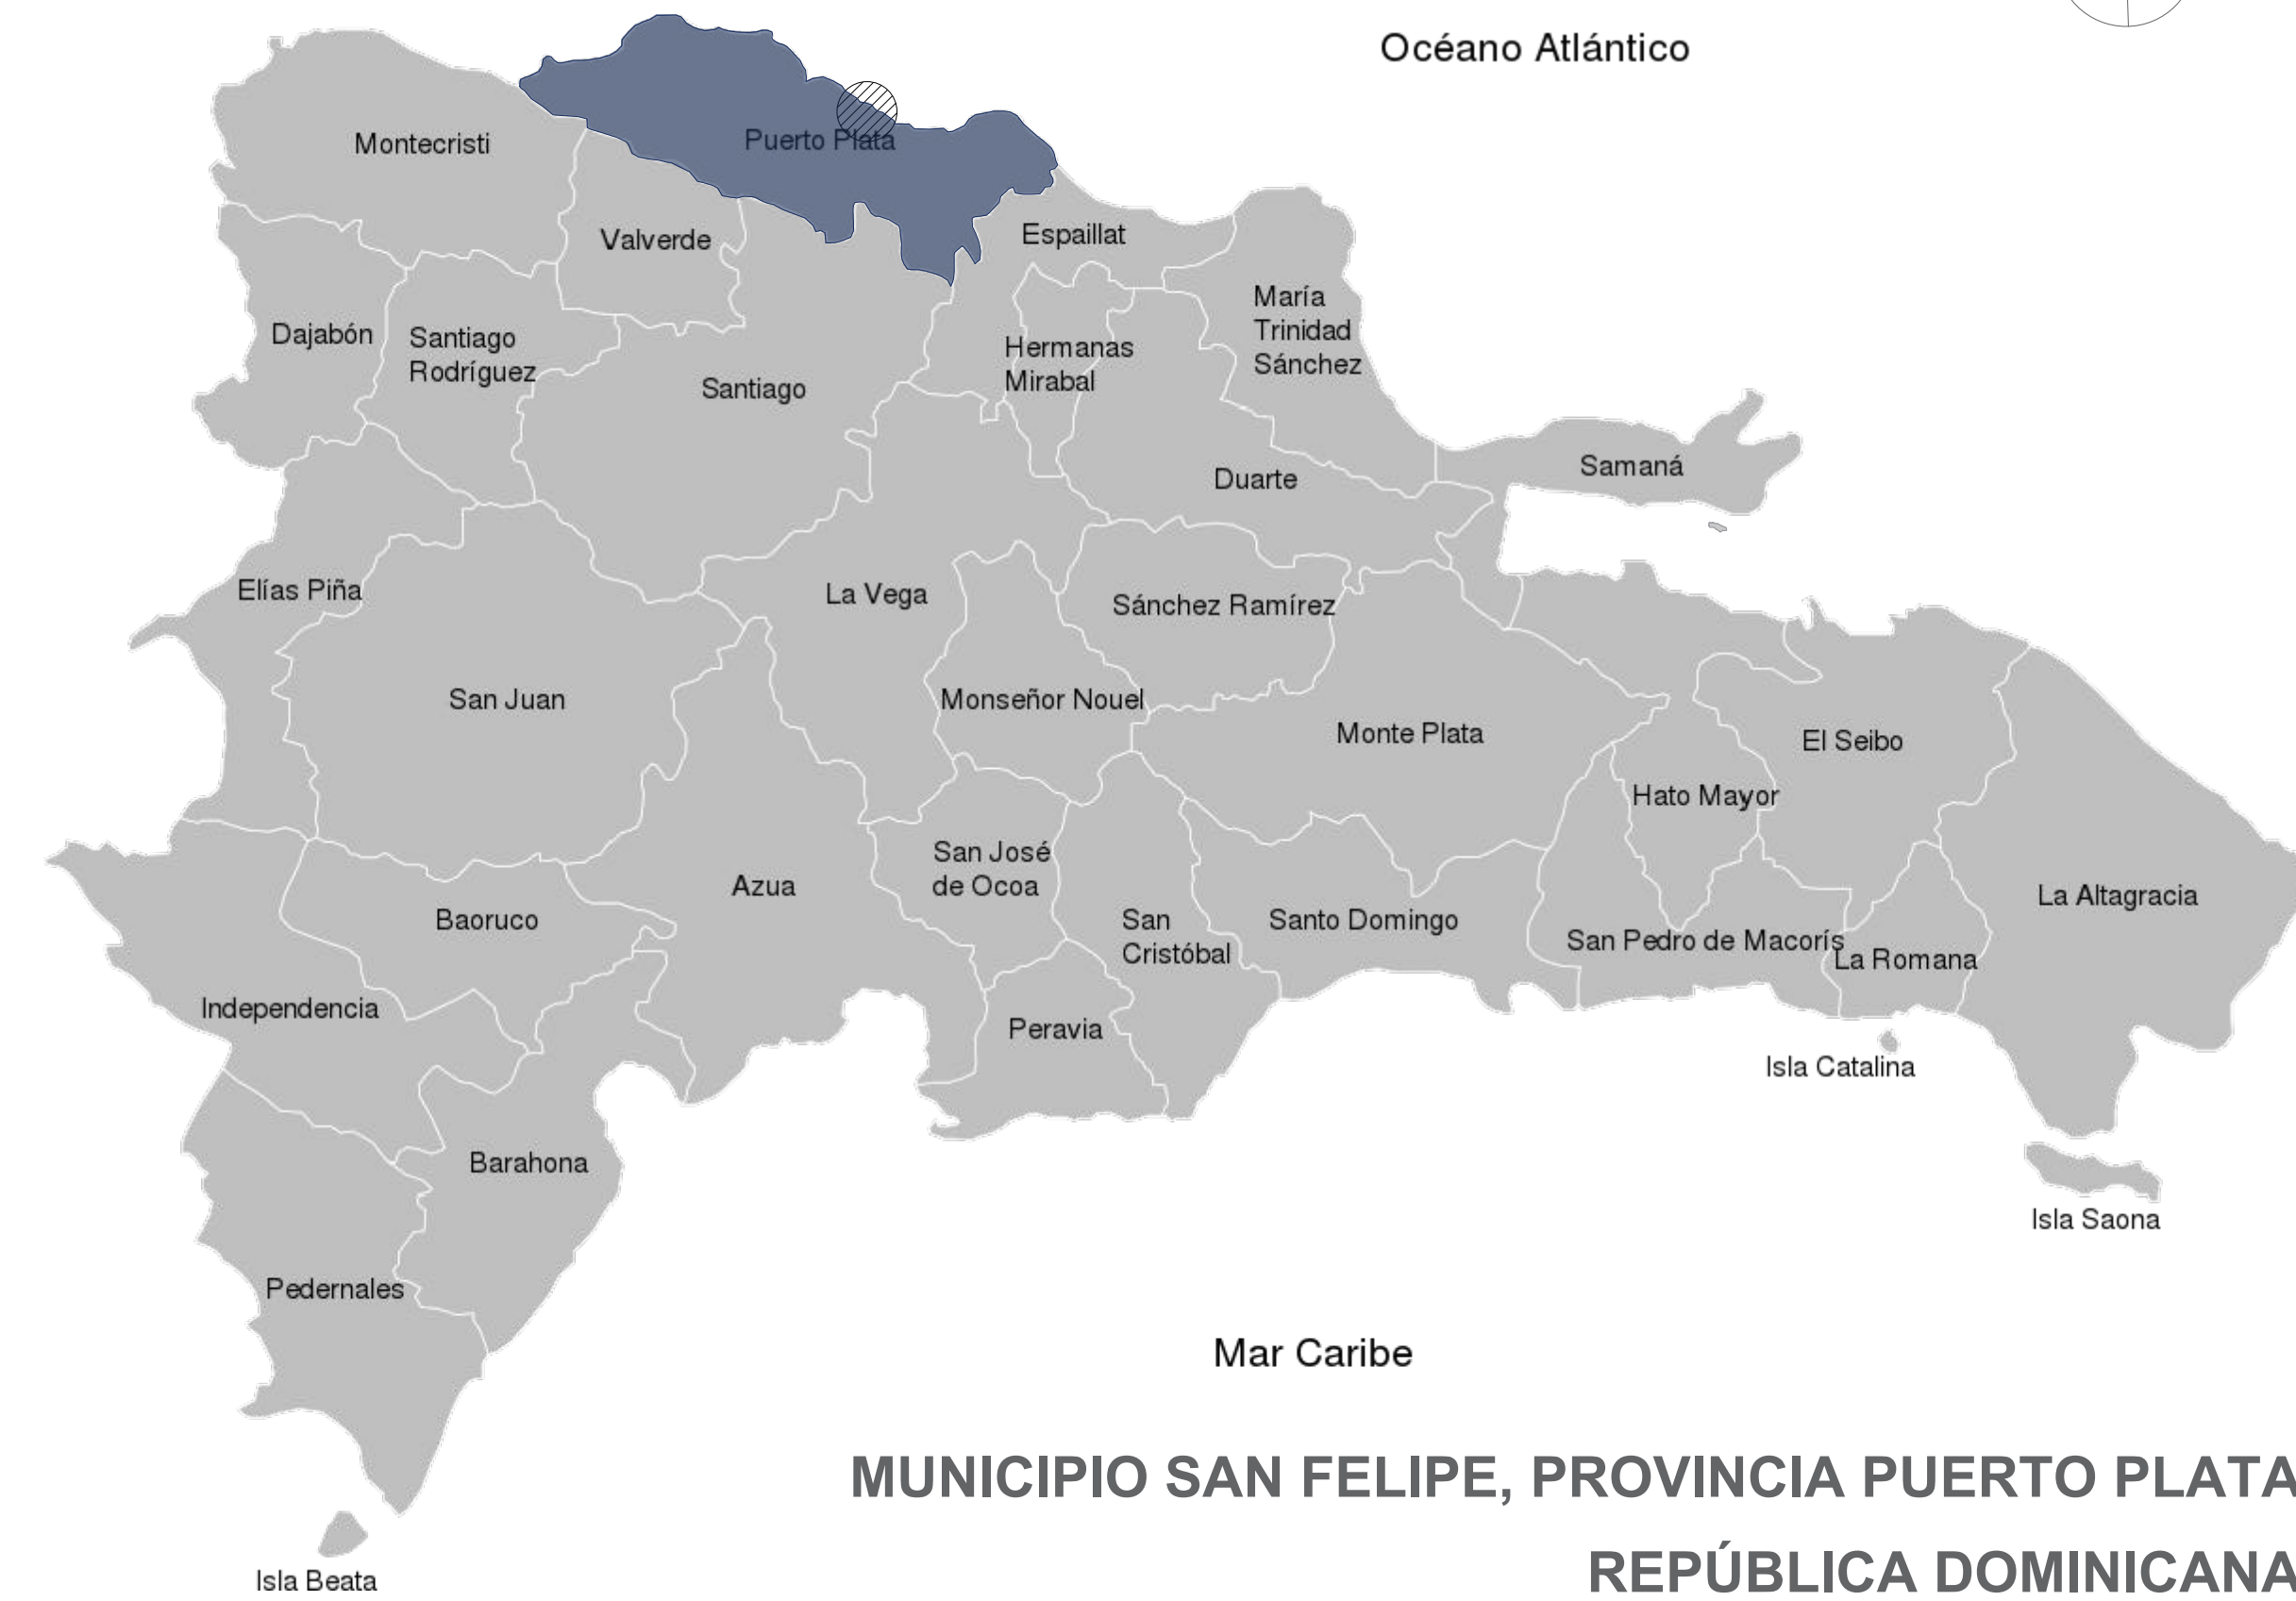 Océano Atlántico
Puerto Plata
Montecristi
Espaillat
Valverde
María
Trinidad
Sánchez
Dajabón
Santiago
Rodríguez
Hermanas
Mirabal
Santiago
Samaná
Duarte
Elías Piña
La Vega
Sánchez Ramírez
San Juan
Monseñor Nouel
Monte Plata
El Seibo
Hato Mayor
San José
de Ocoa
Azua
La Altagracia
Baoruco
San
Cristóbal
Santo Domingo
San Pedro de Macorís
La Romana
Independencia
Peravia
Isla Catalina
Barahona
Isla Saona
Pedernales
Mar Caribe
MUNICIPIO SAN FELIPE, PROVINCIA PUERTO PLATA
REPÚBLICA DOMINICANA
Isla Beata